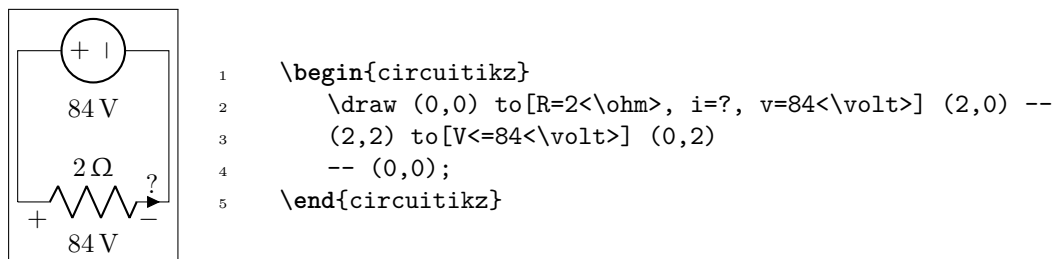 + −
84 V
2 Ω
?
+ −
84 V
1 \begin{circuitikz}
2 \draw (0,0) to[R=2<\ohm>, i=?, v=84<\volt>] (2,0) --
3 (2,2) to[V<=84<\volt>] (0,2)
4 -- (0,0);
5 \end{circuitikz}